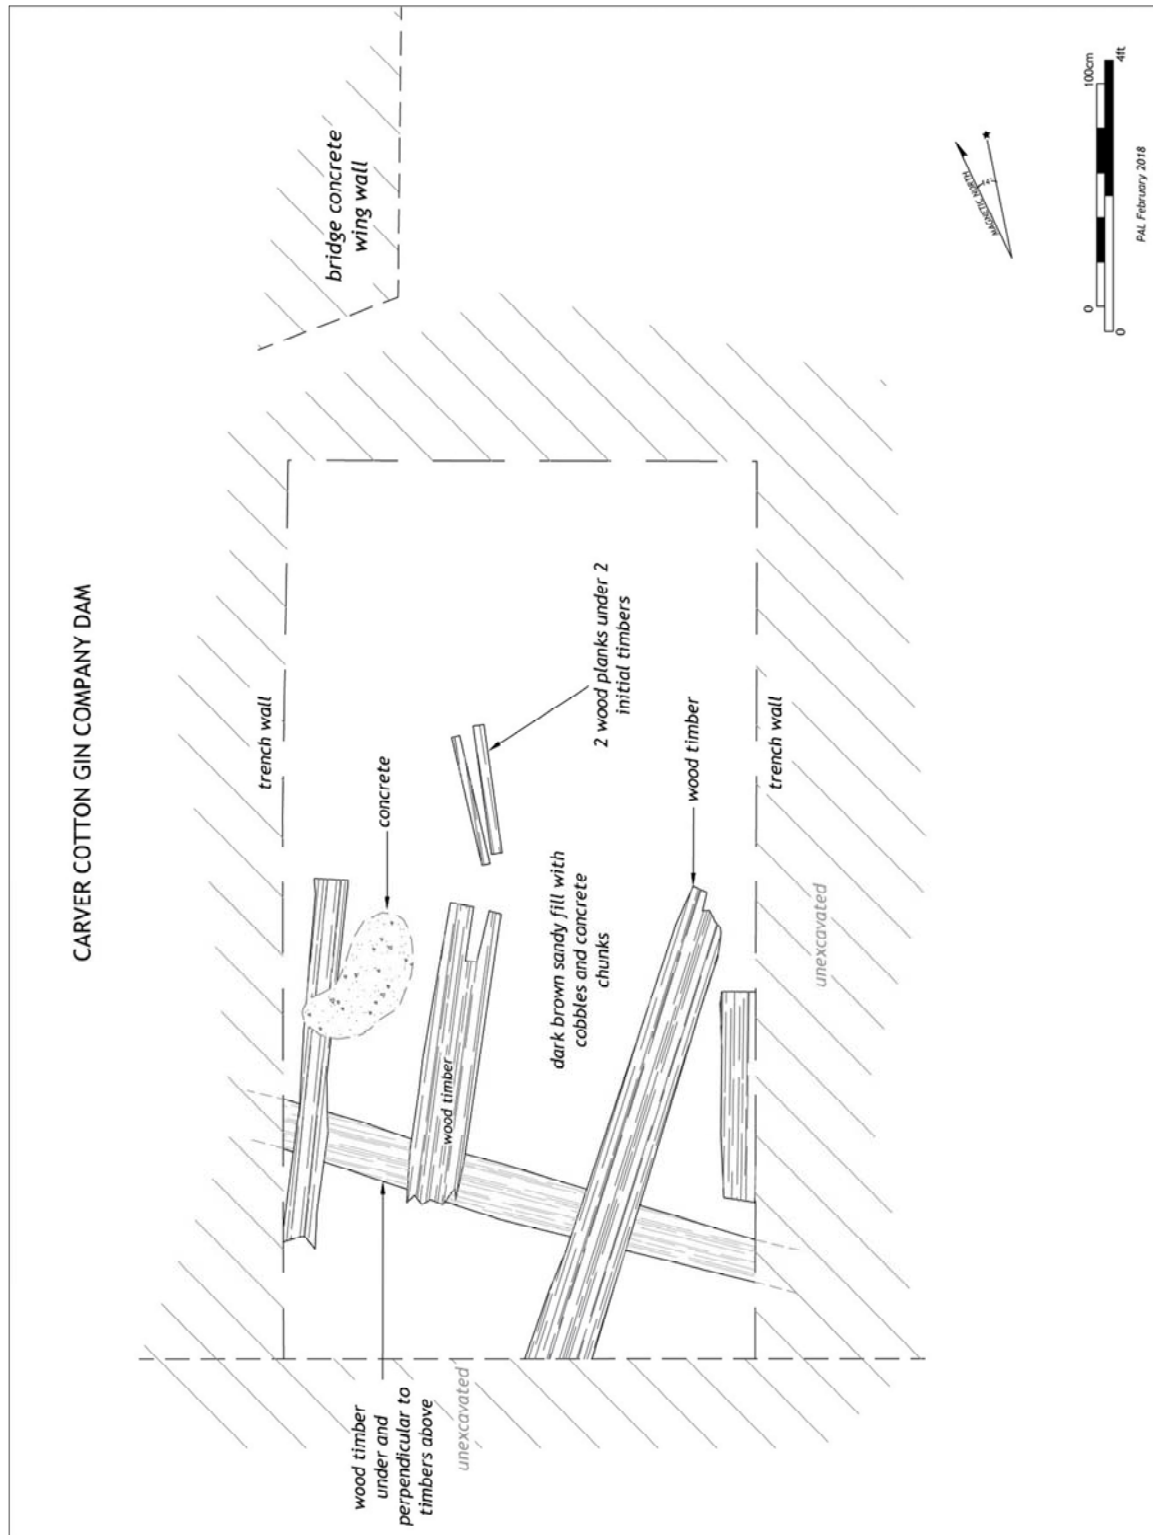 CARVER COTTON GIN COMPANY DAM
bridge concrete
wing wall
trench wall
concrete
2 wood planks under 2
initial timbers
wood timber
wood timber
dark brown sandy fill with
cobbles and concrete
chunks
trench wall
unexcavated
wood timber
under and
perpendicular to
timbers above
unexcavated
MAGNETIC NORTH
14
0
100cm
0
4ft
PAL February 2018